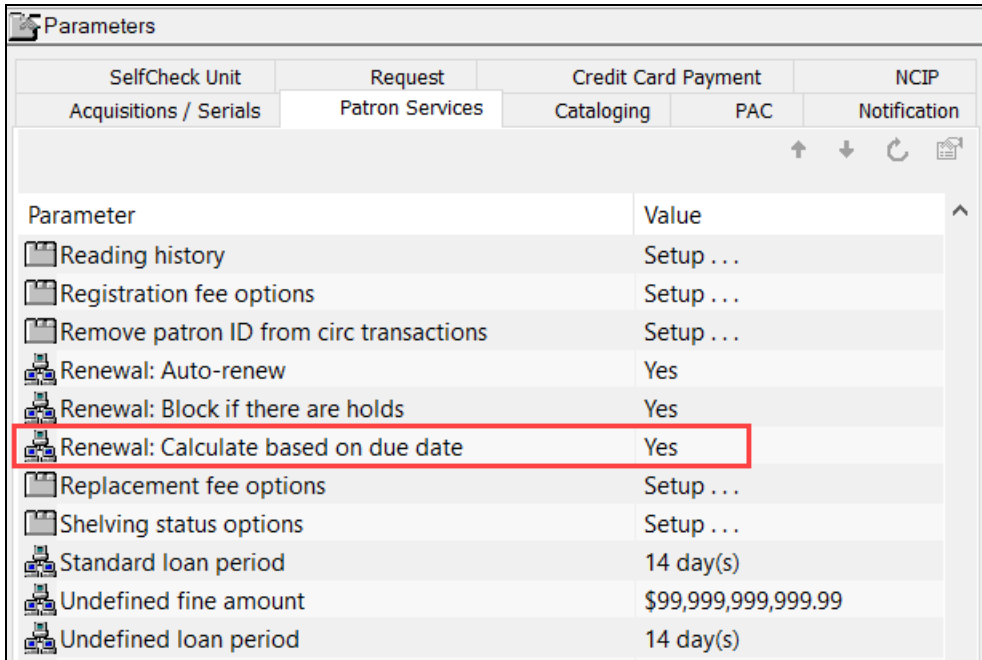 Parameters
SelfCheck Unit Request Credit Card Payment NCIP
Acquisitions / Serials Patron Services Cataloging PAC Notification
Parameter Value
Reading history Setup . . .
Registration fee options Setup . . .
Remove patron ID from circ transactions Setup . . .
Renewal: Auto-renew Yes
Renewal: Block if there are holds Yes
Renewal: Calculate based on due date Yes
Replacement fee options Setup . . .
Shelving status options Setup . . .
Standard loan period 14 day(s)
Undefined fine amount $99,999,999,999.99
Undefined loan period 14 day(s)